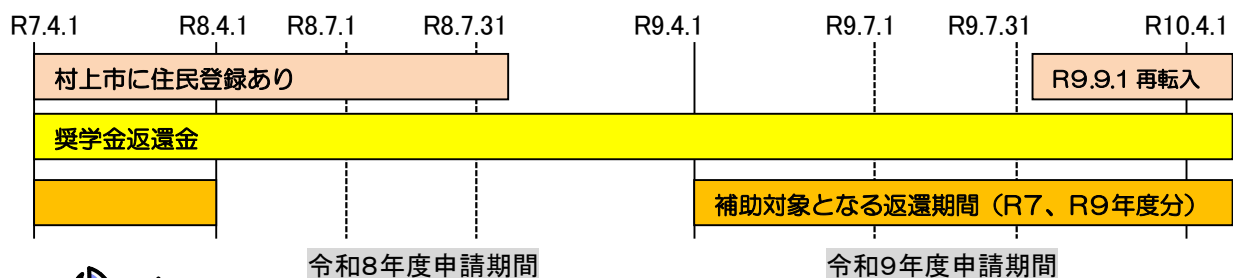 R7.4.1 R8.4.1 R8.7.1 R8.7.31 R9.4.1 R9.7.1 R9.7.31 R10.4.1
村上市に住民登録あり R9.9.1 再転入
奨学金返還金
補助対象となる返還期間（R7、R9年度分）
令和8年度申請期間 令和9年度申請期間